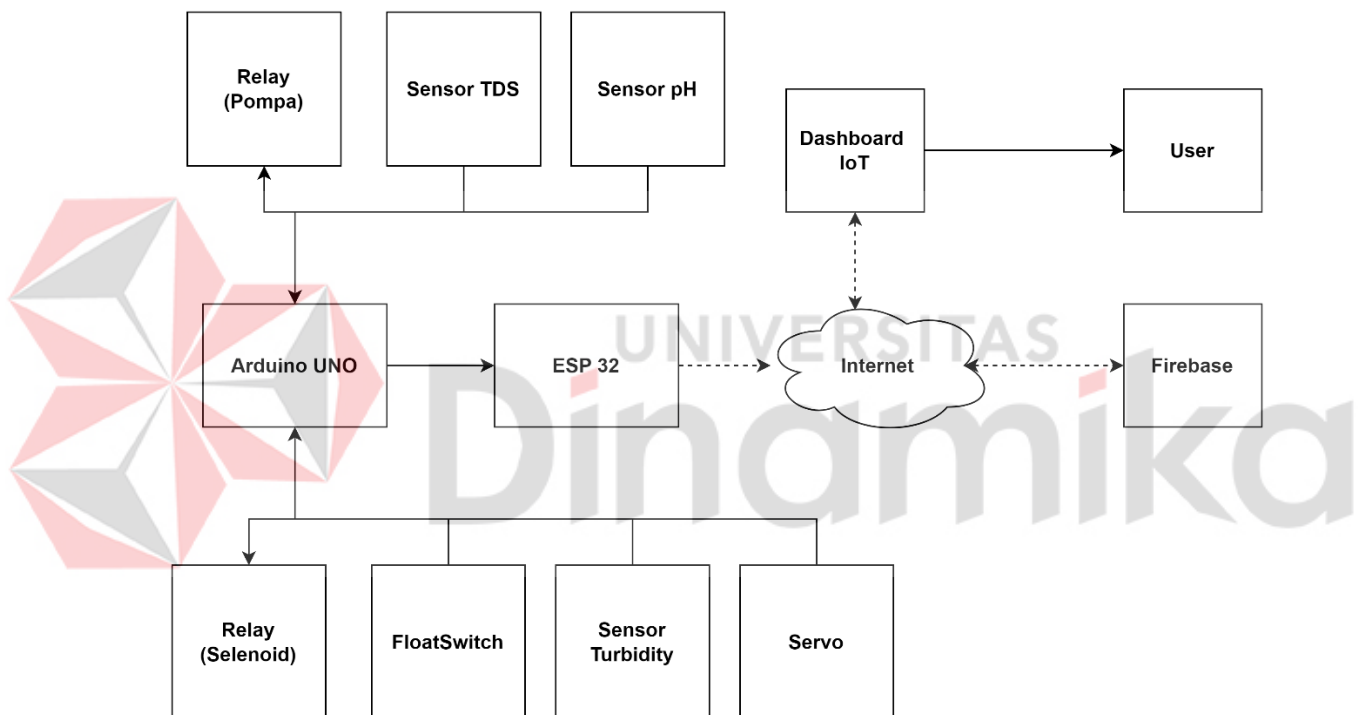 Relay
(Pompa)
Sensor TDS
Sensor pH
Dashboard
IoT
User
Arduino UNO
ESP 32
Internet
Firebase
UNIVERSITAS
Dinamika
Relay
(Selenoid)
FloatSwitch
Sensor
Turbidity
Servo